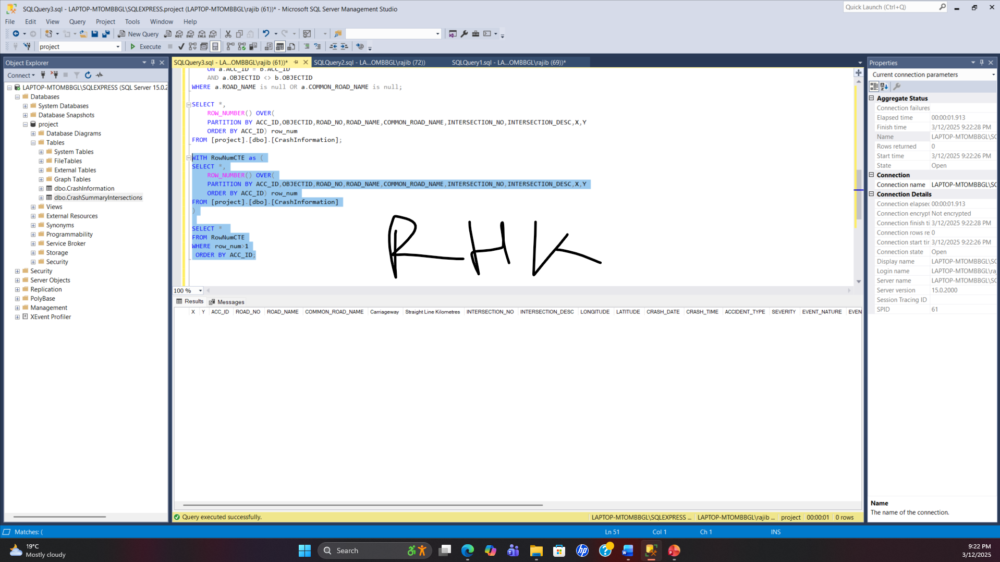 SQLQuery3.sql - LAPTOP-MTOMBBGL\SQLEXPRESS.project (LAPTOP-MTOMBBGL\rajib (61))* - Microsoft SQL Server Management Studio
Quick Launch (Ctrl+Q)
File Edit View Query Project Tools Window Help
New Query
project
Execute
Object Explorer
Connect
LAPTOP-MTOMBBGL\SQLEXPRESS (SQL Server 15.0.2
Databases
System Databases
Database Snapshots
project
Database Diagrams
Tables
System Tables
FileTables
External Tables
Graph Tables
dbo.CrashInformation
dbo.CrashSummaryIntersections
Views
External Resources
Synonyms
Programmability
Service Broker
Storage
Security
Security
Server Objects
Replication
PolyBase
Management
XEvent Profiler
SQLQuery3.sql - LA...OMBBGL\rajib (61))* SQLQuery2.sql - LA...OMBBGL\rajib (72)) SQLQuery1.sql - LA...OMBBGL\rajib (69))*
ON a.ACC_ID = b.ACC_ID
AND a.OBJECTID <> b.OBJECTID
WHERE a.ROAD_NAME is null OR a.COMMON_ROAD_NAME is null;
SELECT *,
ROW_NUMBER() OVER(
PARTITION BY ACC_ID,OBJECTID,ROAD_NO,ROAD_NAME,COMMON_ROAD_NAME,INTERSECTION_NO,INTERSECTION_DESC,X,Y
ORDER BY ACC_ID) row_num
FROM [project].[dbo].[CrashInformation];
WITH RowNumCTE as (
SELECT *,
ROW_NUMBER() OVER(
PARTITION BY ACC_ID,OBJECTID,ROAD_NO,ROAD_NAME,COMMON_ROAD_NAME,INTERSECTION_NO,INTERSECTION_DESC,X,Y
ORDER BY ACC_ID) row_num
FROM [project].[dbo].[CrashInformation]
)
SELECT *
FROM RowNumCTE
WHERE row_num>1
ORDER BY ACC_ID;
RHK
100 %
Results Messages
X Y ACC_ID ROAD_NO ROAD_NAME COMMON_ROAD_NAME Carriageway Straight Line Kilometres INTERSECTION_NO INTERSECTION_DESC LONGITUDE LATITUDE CRASH_DATE CRASH_TIME ACCIDENT_TYPE SEVERITY EVENT_NATURE EVEN
Query executed successfully. LAPTOP-MTOMBBGL\SQLEXPRESS ... LAPTOP-MTOMBBGL\rajib ... project 00:00:01 0 rows
Properties
Current connection parameters
Aggregate Status
Connection failures
Elapsed time 00:00:01.913
Finish time 3/12/2025 9:22:28 PM
Name LAPTOP-MTOMBBGL\SC
Rows returned 0
Start time 3/12/2025 9:22:26 PM
State Open
Connection
Connection name LAPTOP-MTOMBBGL\SC
Connection Details
Connection elapsec 00:00:01.913
Connection encrypt Not encrypted
Connection finish ti 3/12/2025 9:22:28 PM
Connection rows re 0
Connection start tir 3/12/2025 9:22:26 PM
Connection state Open
Display name LAPTOP-MTOMBBGL\SC
Login name LAPTOP-MTOMBBGL\ra
Server name LAPTOP-MTOMBBGL\SC
Server version 15.0.2000
Session Tracing ID
SPID 61
Name
The name of the connection.
Matches: ( Ln 51 Col 1 Ch 1 INS
19°C
Mostly cloudy
Search
9:22 PM
3/12/2025